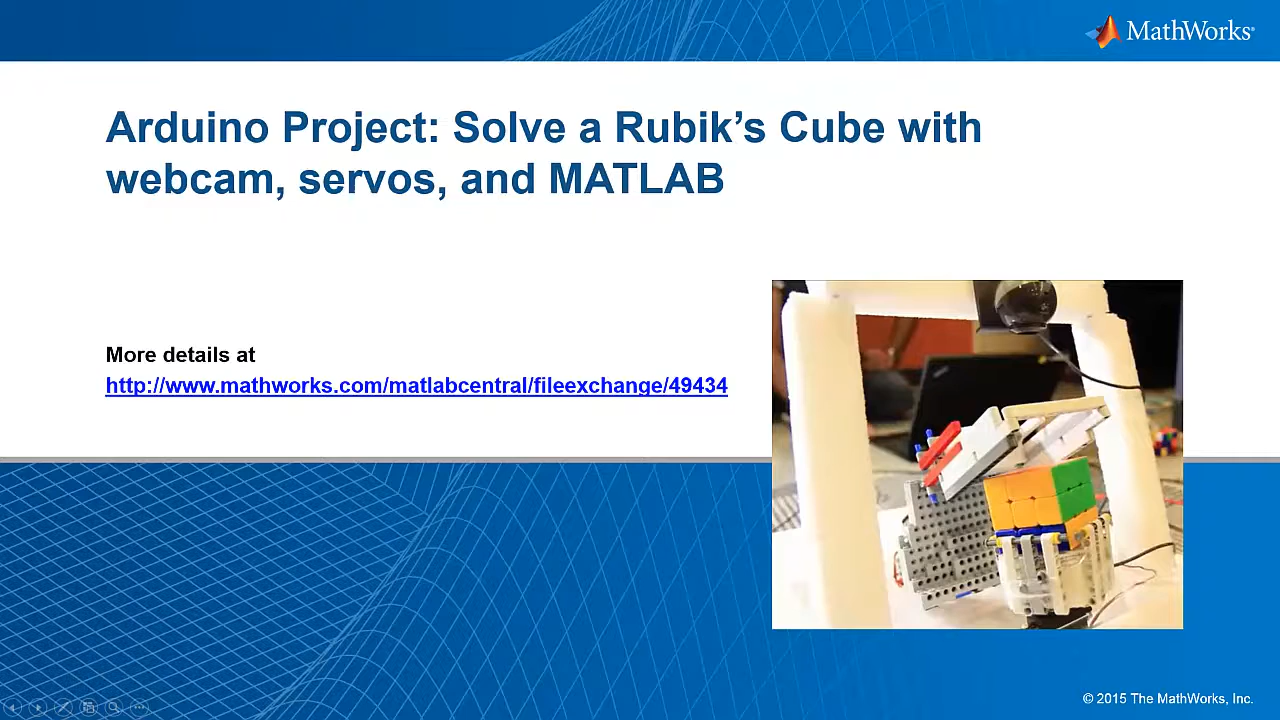 MathWorks®
Arduino Project: Solve a Rubik’s Cube with
webcam, servos, and MATLAB
More details at
http://www.mathworks.com/matlabcentral/fileexchange/49434
© 2015 The MathWorks, Inc.